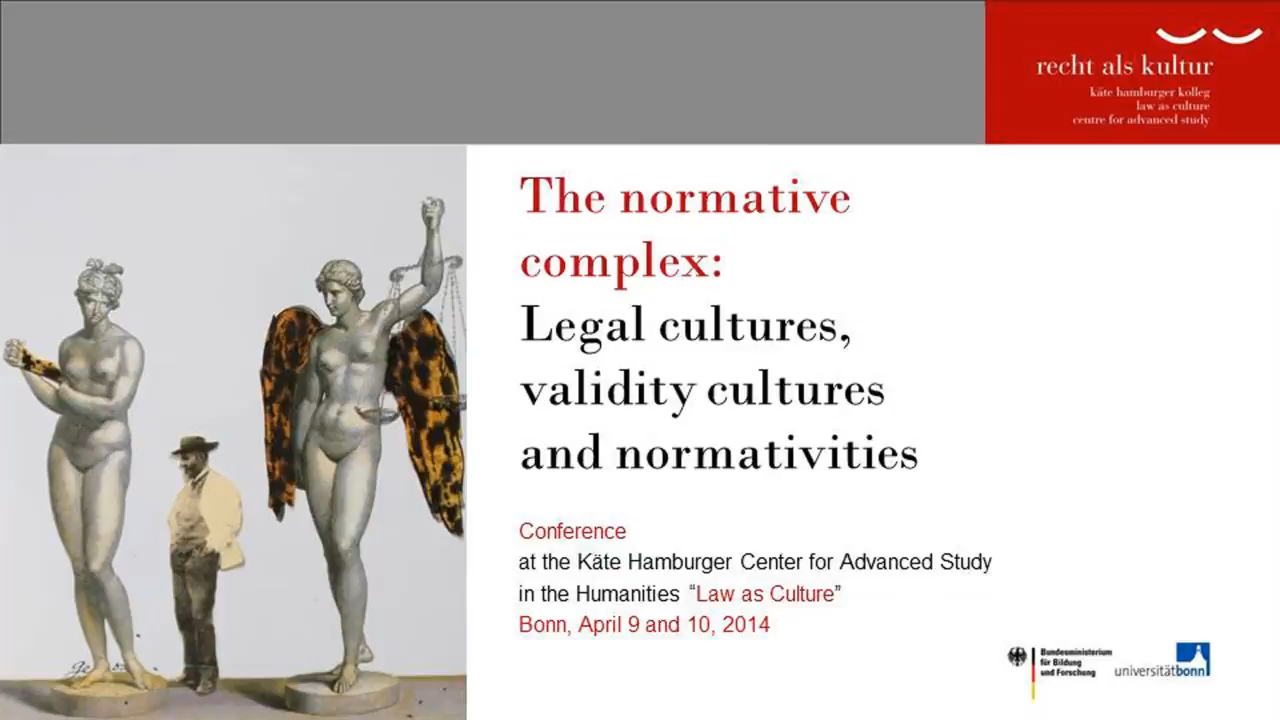 recht als kultur
käte hamburger kolleg
law as culture
centre for advanced study
The normative
complex:
Legal cultures,
validity cultures
and normativities
Conference
at the Käte Hamburger Center for Advanced Study
in the Humanities “Law as Culture”
Bonn, April 9 and 10, 2014
Bundesministerium
für Bildung
und Forschung
universitätbonn